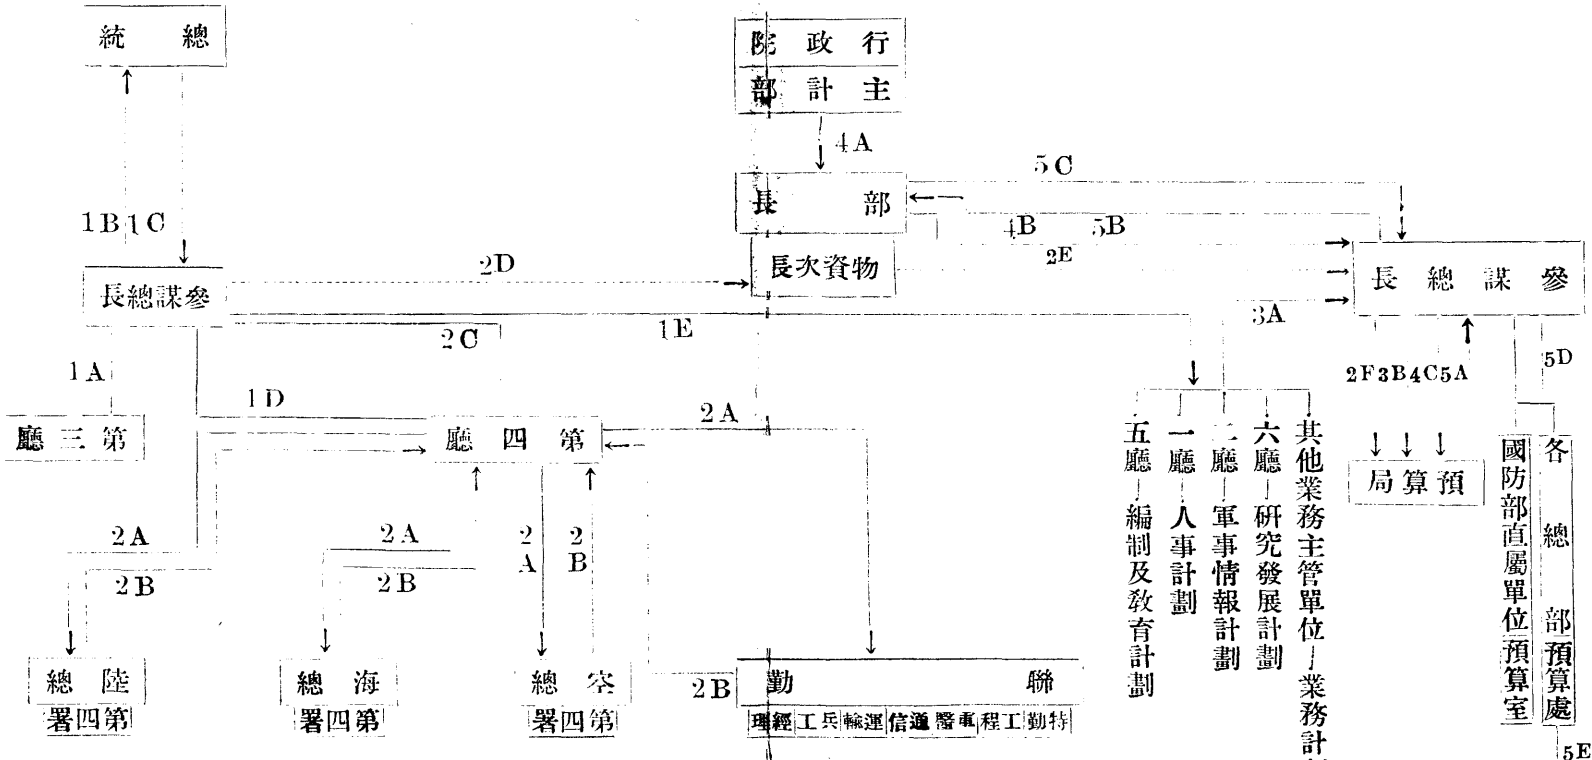 總統
行政院
主計部
4A
部長
5C
4B
5B
1B
1C
參謀總長
2D
物資次長
2E
參謀總長
3A
2C
1E
1A
1D
第三廳
第四廳
2A
2F
3B
4C
5A
5D
預算局
2A
2B
2A
2B
2A
2B
2B
陸總
第四署
海總
第四署
空總
第四署
聯勤
特勤 工程 軍醫 通信 運輸 兵工 經理
其他業務主管單位—業務計
六廳—研究發展計劃
二廳—軍事情報計劃
一廳—人事計劃
五廳—編制及教育計劃
各總部預算處
國防部直屬單位預算室
5E